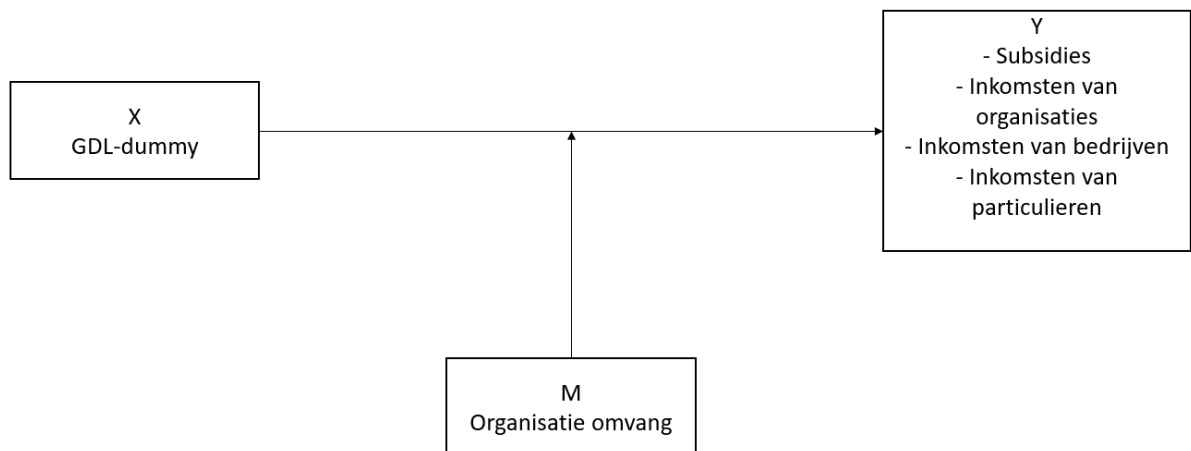 X
GDL-dummy
Y
- Subsidies
- Inkomsten van
organisaties
- Inkomsten van bedrijven
- Inkomsten van
particulieren
M
Organisatie omvang